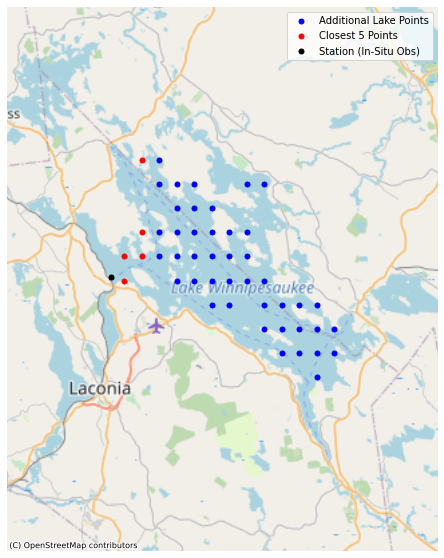 Additional Lake Points
Closest 5 Points
Station (In-Situ Obs)
ss
Lake Winnipesaukee
Laconia
(C) OpenStreetMap contributors